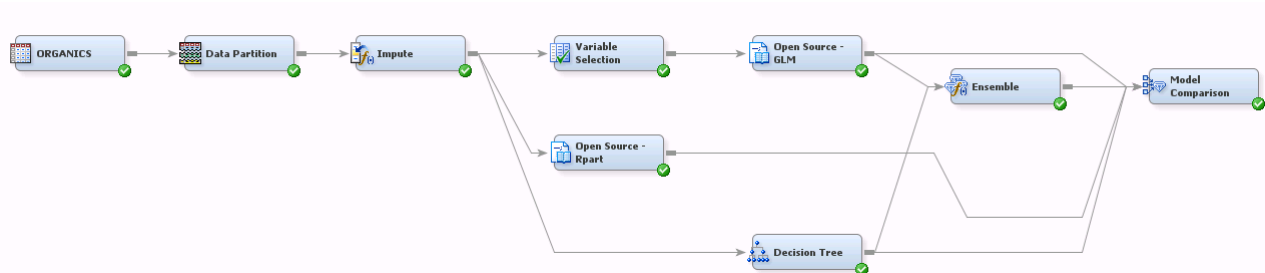 ORGANICS
Data Partition
Impute
Variable
Selection
Open Source -
GLM
Ensemble
Model
Comparison
Open Source -
Rpart
Decision Tree